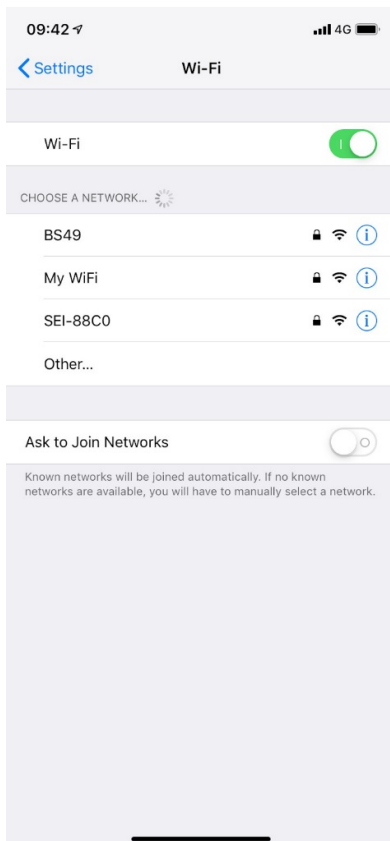 09:42 4G
Settings Wi-Fi
Wi-Fi
CHOOSE A NETWORK...
BS49
My WiFi
SEI-88C0
Other...
Ask to Join Networks
Known networks will be joined automatically. If no known
networks are available, you will have to manually select a network.